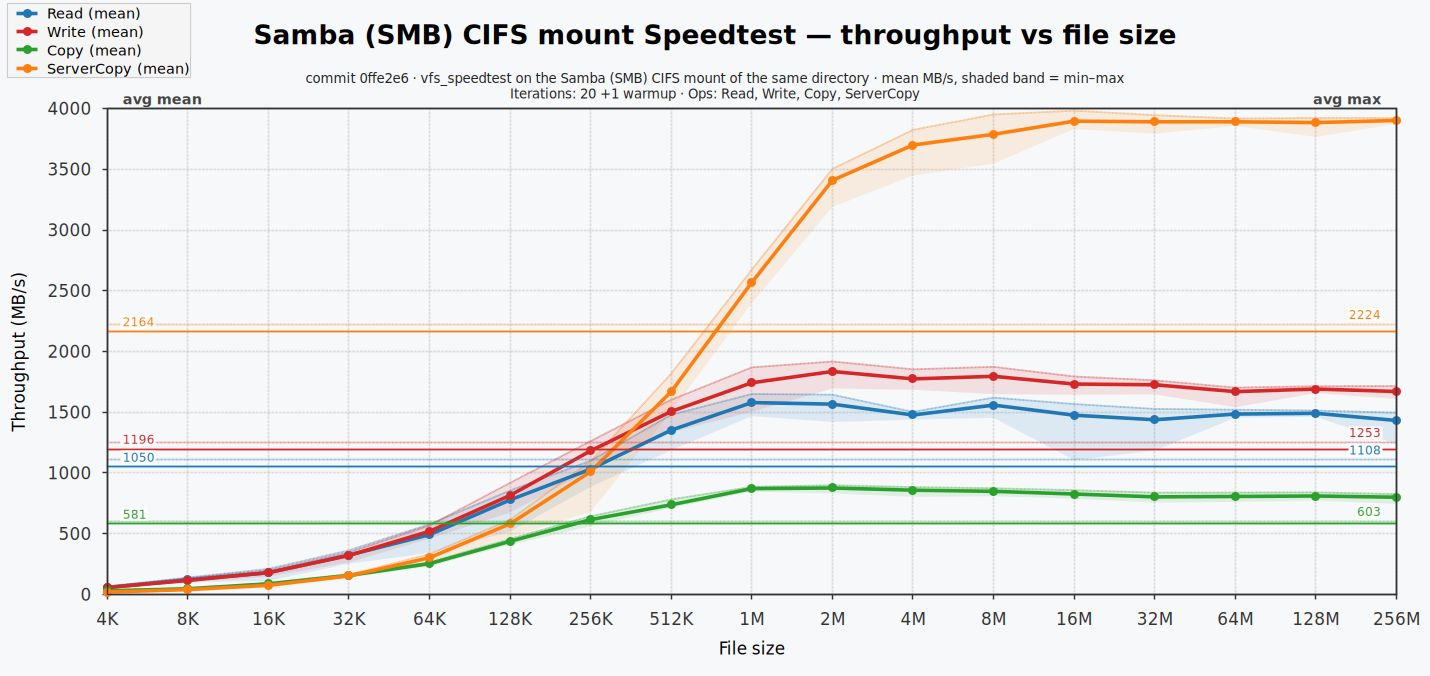 Read (mean)
Write (mean)
Copy (mean)
ServerCopy (mean)
Samba (SMB) CIFS mount Speedtest — throughput vs file size
commit 0ffe2e6 · vfs_speedtest on the Samba (SMB) CIFS mount of the same directory · mean MB/s, shaded band = min–max
Iterations: 20 +1 warmup · Ops: Read, Write, Copy, ServerCopy
avg mean
avg max
4000
3500
3000
2500
2000
1500
1000
500
0
Throughput (MB/s)
2164
2224
1196
1253
1050
1108
581
603
4K 8K 16K 32K 64K 128K 256K 512K 1M 2M 4M 8M 16M 32M 64M 128M 256M
File size